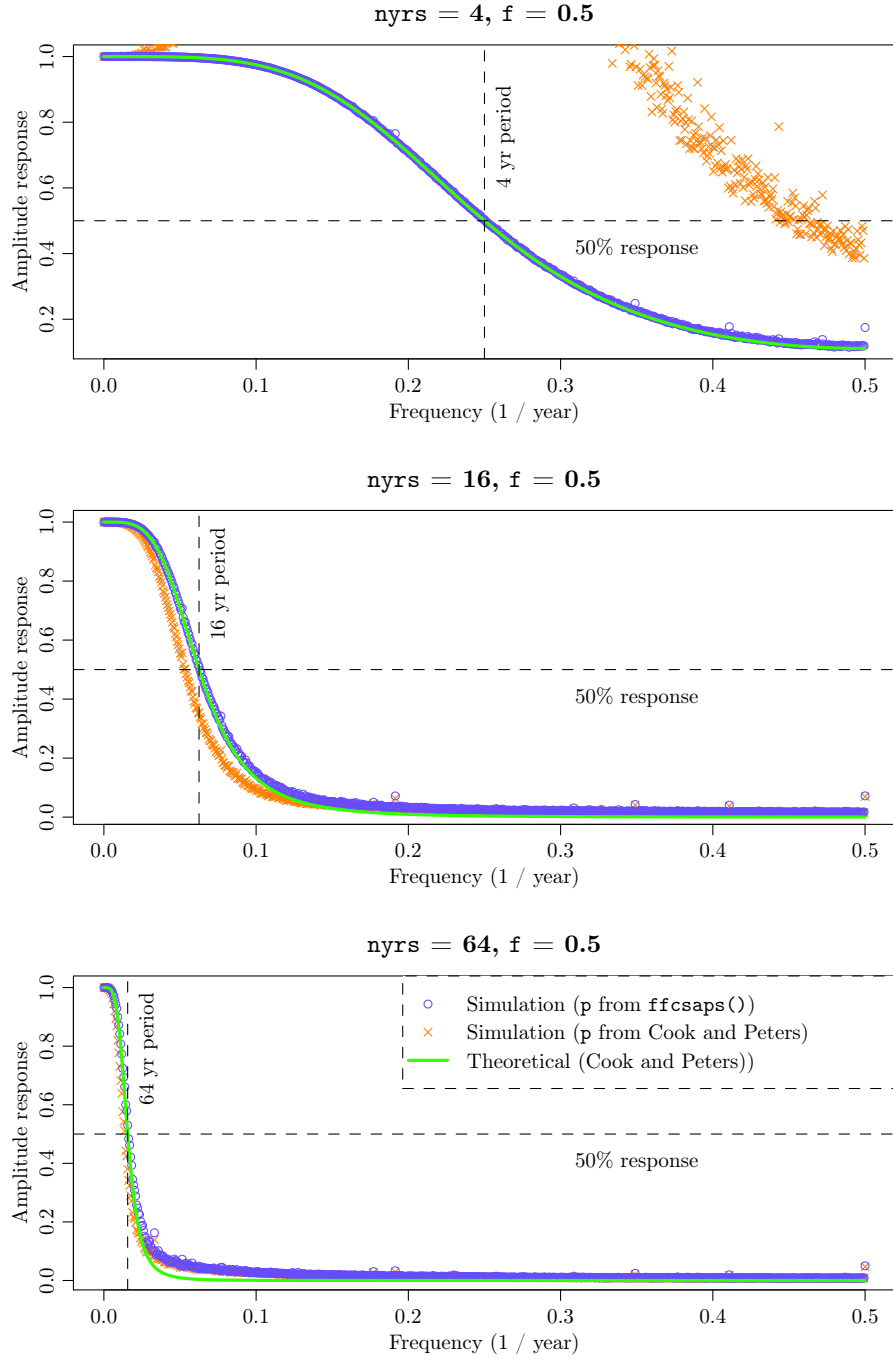 nyrs = 4, f = 0.5
Amplitude response
0.2 0.4 0.6 0.8 1.0
4 yr period
50% response
0.0 0.1 0.2 0.3 0.4 0.5
Frequency (1 / year)
nyrs = 16, f = 0.5
Amplitude response
0.0 0.2 0.4 0.6 0.8 1.0
16 yr period
50% response
0.0 0.1 0.2 0.3 0.4 0.5
Frequency (1 / year)
nyrs = 64, f = 0.5
Amplitude response
0.0 0.2 0.4 0.6 0.8 1.0
64 yr period
Simulation (p from ffcsaps())
Simulation (p from Cook and Peters)
Theoretical (Cook and Peters))
50% response
0.0 0.1 0.2 0.3 0.4 0.5
Frequency (1 / year)